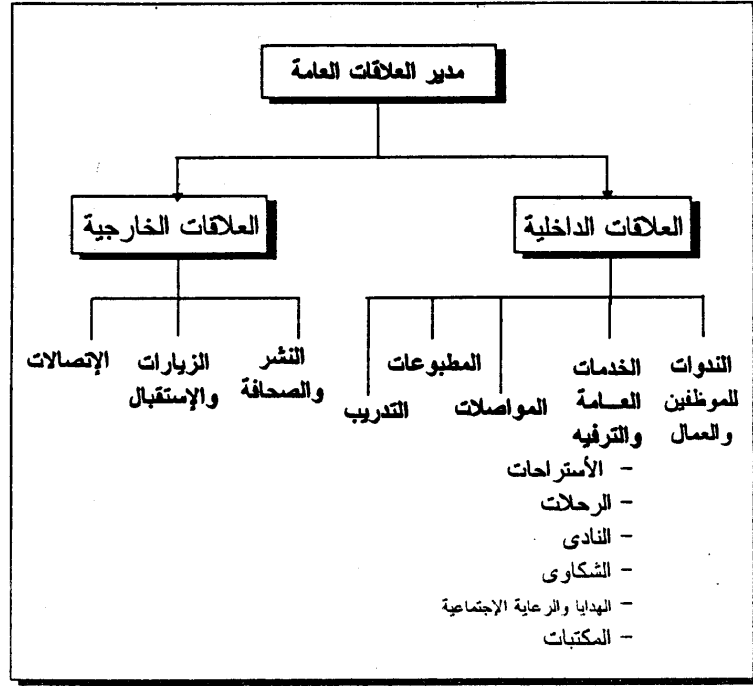 مدير العلاقات العامة
العلاقات الداخلية
العلاقات الخارجية
الندوات
للموظفين
والعمال
الخدمات
العـــامة
والترفيه
- الأستراحات
- الرحلات
- النادى
- الشكاوى
- الهدايا والرعاية الإجتماعية
- المكتبات
المواصلات
المطبوعات
التدريب
النشر
والصحافة
الزيارات
والإستقبال
الإتصالات